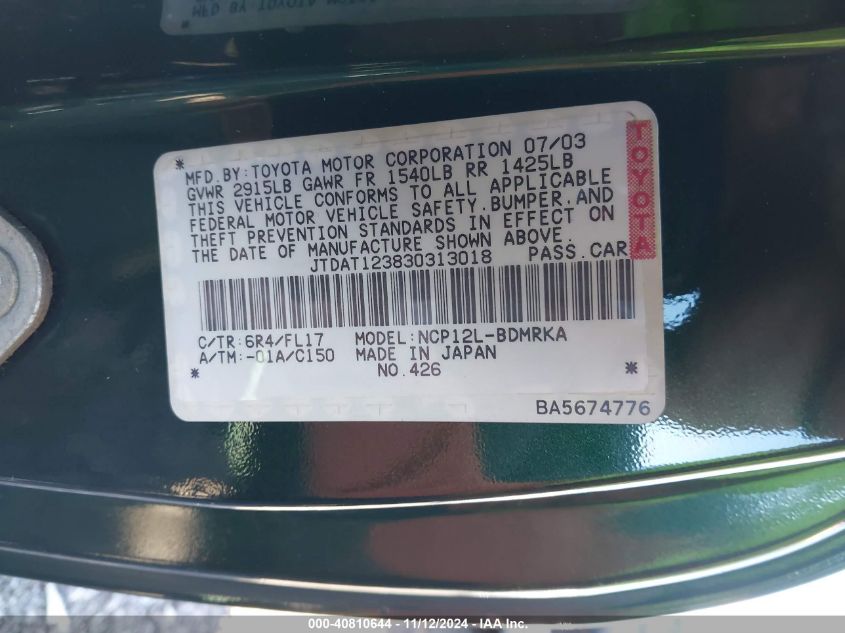 MFD.BY:TOYOTA MOTOR CORPORATION 07/03
GVWR 2915LB GAWR FR 1540LB RR 1425LB
THIS VEHICLE CONFORMS TO ALL APPLICABLE
FEDERAL MOTOR VEHICLE SAFETY.BUMPER.AND
THEFT PREVENTION STANDARDS IN EFFECT ON
THE DATE OF MANUFACTURE SHOWN ABOVE.
JTDAT123830313018 PASS.CAR
TOYOTA
C/TR:6R4/FL17 MODEL:NCP12L-BDMRKA
A/TM:-01A/C150 MADE IN JAPAN
* NO.426 *
BA5674776
000-40810644 - 11/12/2024 - IAA Inc.